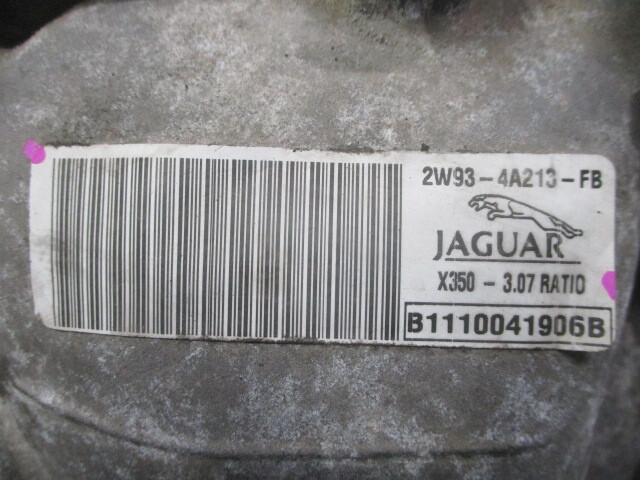 2W93-4A213-FB
JAGUAR
X350 - 3.07 RATIO
B1110041906B